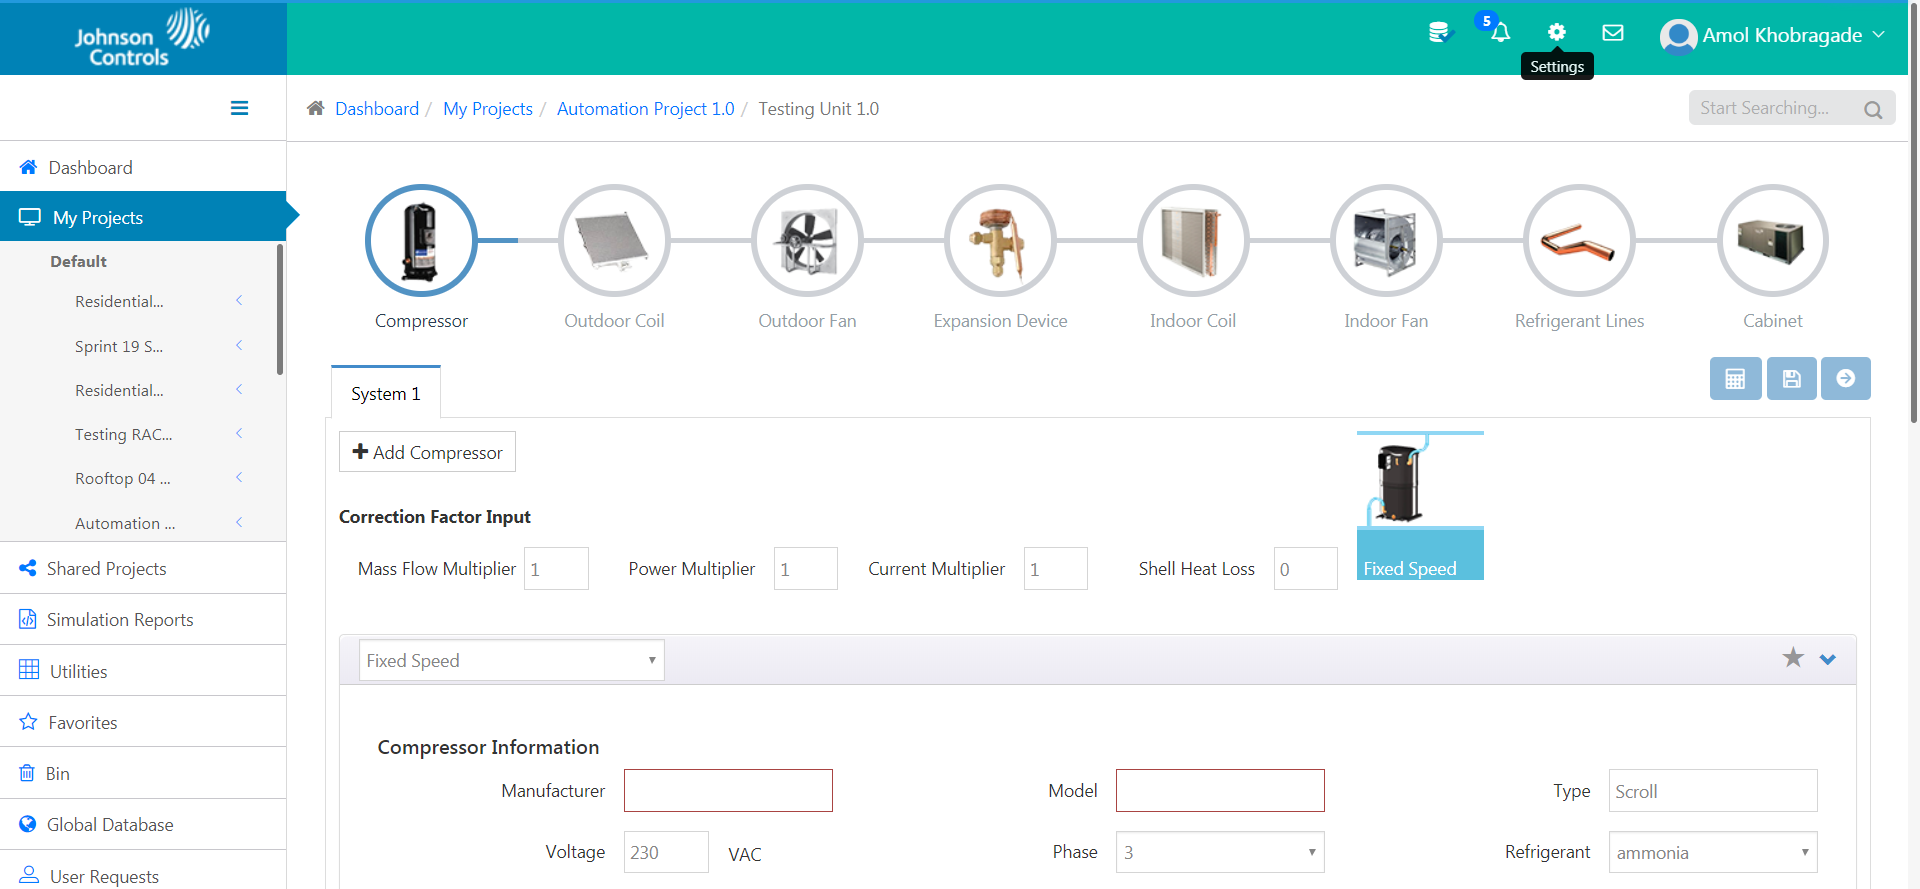 Johnson
Controls
5
Amol Khobragade
Settings
Dashboard / My Projects / Automation Project 1.0 / Testing Unit 1.0
Start Searching...
Dashboard
My Projects
Default
Residential...
Sprint 19 S...
Residential...
Testing RAC...
Rooftop 04 ...
Automation ...
Shared Projects
Simulation Reports
Utilities
Favorites
Bin
Global Database
User Requests
Compressor
Outdoor Coil
Outdoor Fan
Expansion Device
Indoor Coil
Indoor Fan
Refrigerant Lines
Cabinet
System 1
Add Compressor
Correction Factor Input
Mass Flow Multiplier 1
Power Multiplier 1
Current Multiplier 1
Shell Heat Loss 0
Fixed Speed
Fixed Speed
Compressor Information
Manufacturer
Model
Type Scroll
Voltage 230 VAC
Phase 3
Refrigerant ammonia